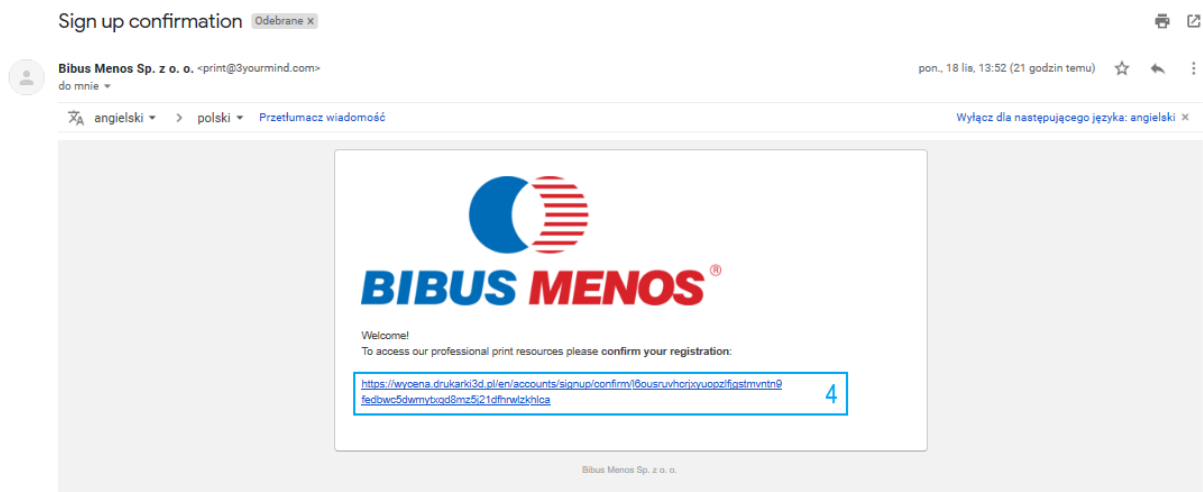 Sign up confirmation Odebrane x
Bibus Menos Sp. z o. o. <print@3yourmind.com> pon., 18 lis, 13:52 (21 godzin temu)
do mnie
angielski > polski Przetłumacz wiadomość Wyłącz dla następującego języka: angielski x
BIBUS MENOS®
Welcome!
To access our professional print resources please confirm your registration:
https://wycena.drukarki3d.pl/en/accounts/signup/confirm/
4
Bibus Menos Sp. z o. o.